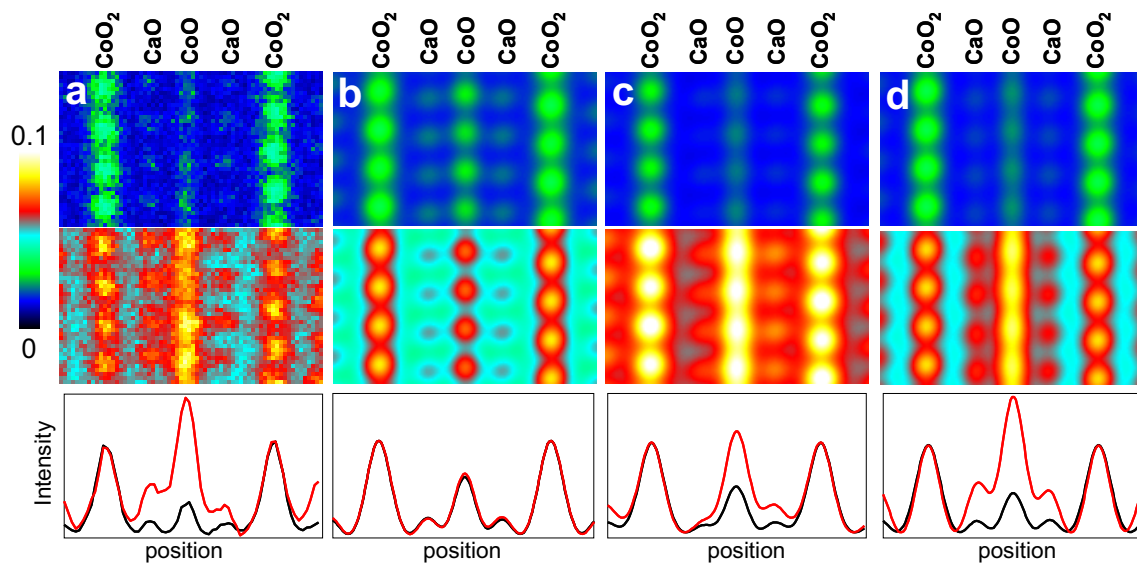 CoO₂ CaO CoO CaO CoO₂ CoO₂ CaO CoO CaO CoO₂ CoO₂ CaO CoO CaO CoO₂ CoO₂ CaO CoO CaO CoO₂
a b c d
0.1
0
Intensity
position position position position